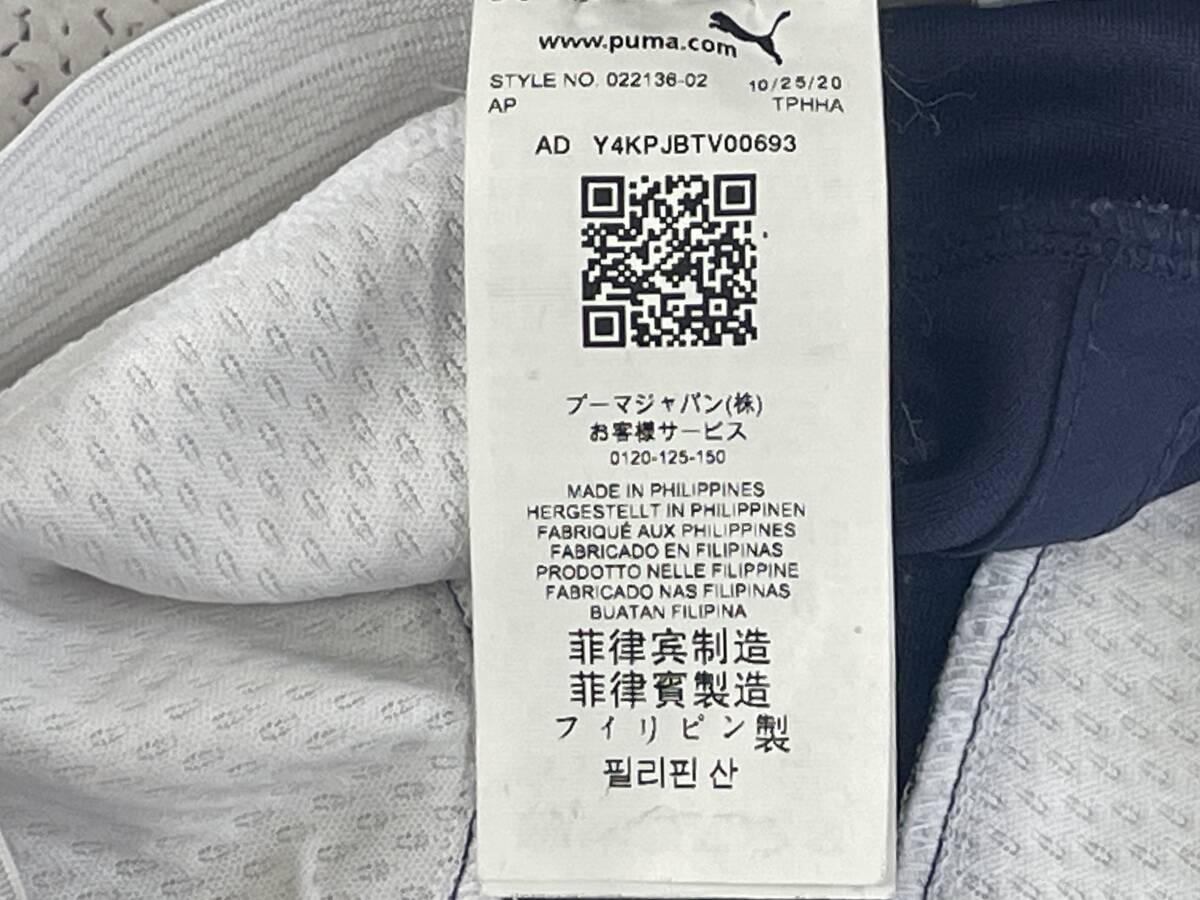 www.puma.com
STYLE NO. 022136-02 10/25/20
AP TPHHA
AD Y4KPJBTV00693
プーマジャパン(株)
お客様サービス
0120-125-150
MADE IN PHILIPPINES
HERGESTELLT IN PHILIPPINEN
FABRIQUÉ AUX PHILIPPINES
FABRICADO EN FILIPINAS
PRODOTTO NELLE FILIPPINE
FABRICADO NAS FILIPINAS
BUATAN FILIPINA
菲律宾制造
菲律賓製造
フィリピン製
필리핀 산